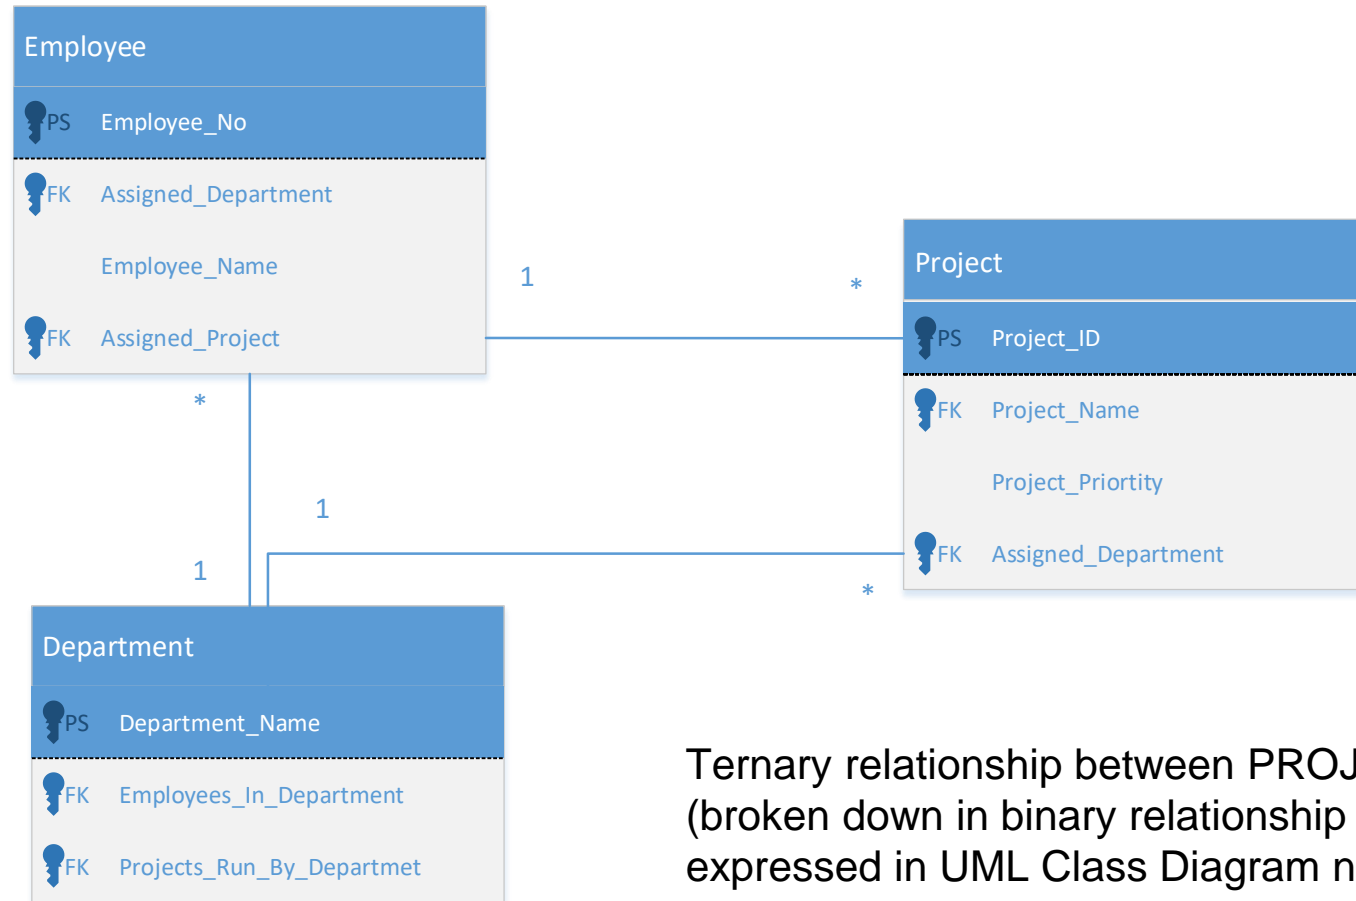 Employee
PS Employee_No
FK Assigned_Department
Employee_Name
FK Assigned_Project
*
1
1
1 *
Project
PS Project_ID
FK Project_Name
Project_Priortity
FK Assigned_Department
*
Department
PS Department_Name
FK Employees_In_Department
FK Projects_Run_By_Departmet
Ternary relationship between PROJ
(broken down in binary relationship
expressed in UML Class Diagram n